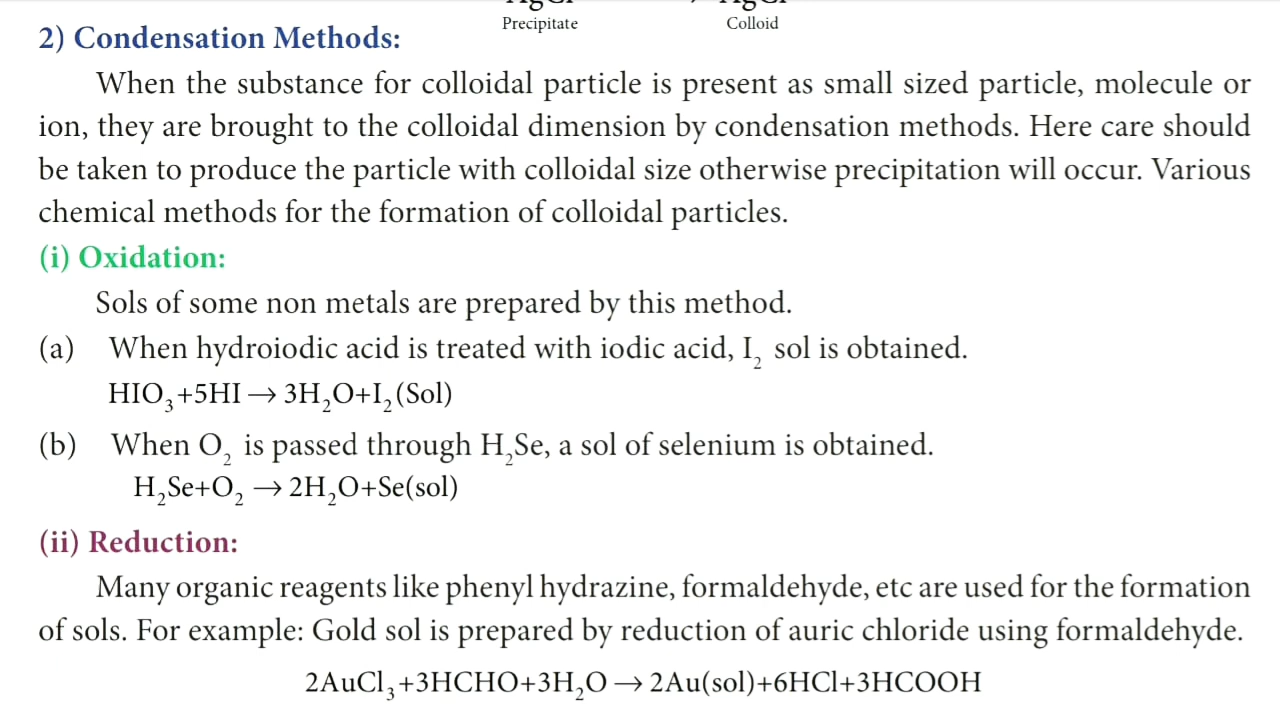 Precipitate Colloid
2) Condensation Methods:
When the substance for colloidal particle is present as small sized particle, molecule or
ion, they are brought to the colloidal dimension by condensation methods. Here care should
be taken to produce the particle with colloidal size otherwise precipitation will occur. Various
chemical methods for the formation of colloidal particles.
(i) Oxidation:
Sols of some non metals are prepared by this method.
(a) When hydroiodic acid is treated with iodic acid, I₂ sol is obtained.
HIO₃+5HI → 3H₂O+I₂(Sol)
(b) When O₂ is passed through H₂Se, a sol of selenium is obtained.
H₂Se+O₂ → 2H₂O+Se(sol)
(ii) Reduction:
Many organic reagents like phenyl hydrazine, formaldehyde, etc are used for the formation
of sols. For example: Gold sol is prepared by reduction of auric chloride using formaldehyde.
2AuCl₃+3HCHO+3H₂O → 2Au(sol)+6HCl+3HCOOH